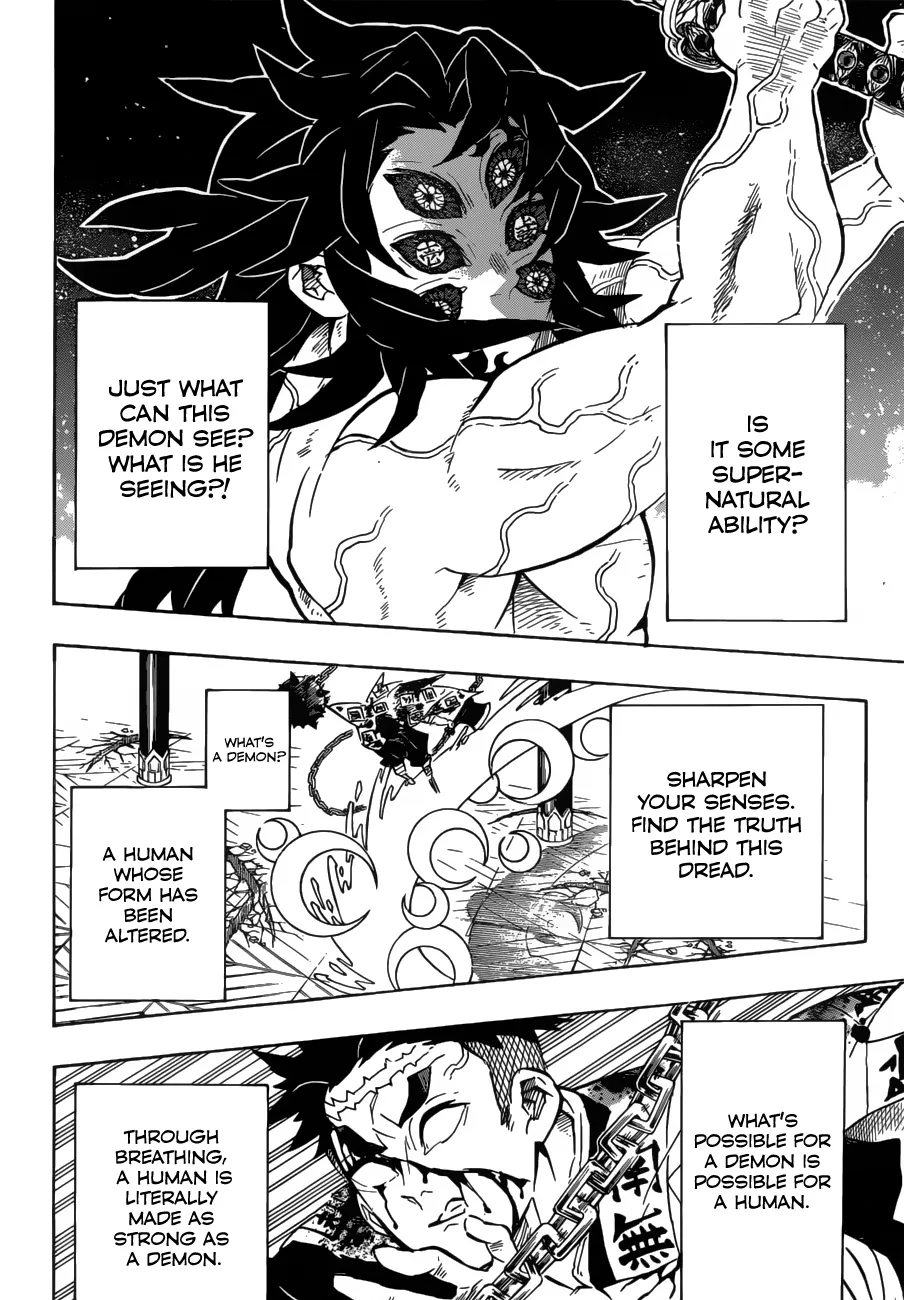 IS
IT SOME
SUPER-
NATURAL
ABILITY?
JUST WHAT
CAN THIS
DEMON SEE?
WHAT IS HE
SEEING?!
SHARPEN
YOUR SENSES.
FIND THE TRUTH
BEHIND THIS
DREAD.
WHAT'S
A DEMON?
A HUMAN
WHOSE
FORM HAS
BEEN
ALTERED.
WHAT'S
POSSIBLE FOR
A DEMON IS
POSSIBLE FOR
A HUMAN.
THROUGH
BREATHING,
A HUMAN IS
LITERALLY
MADE AS
STRONG AS
A DEMON.
無